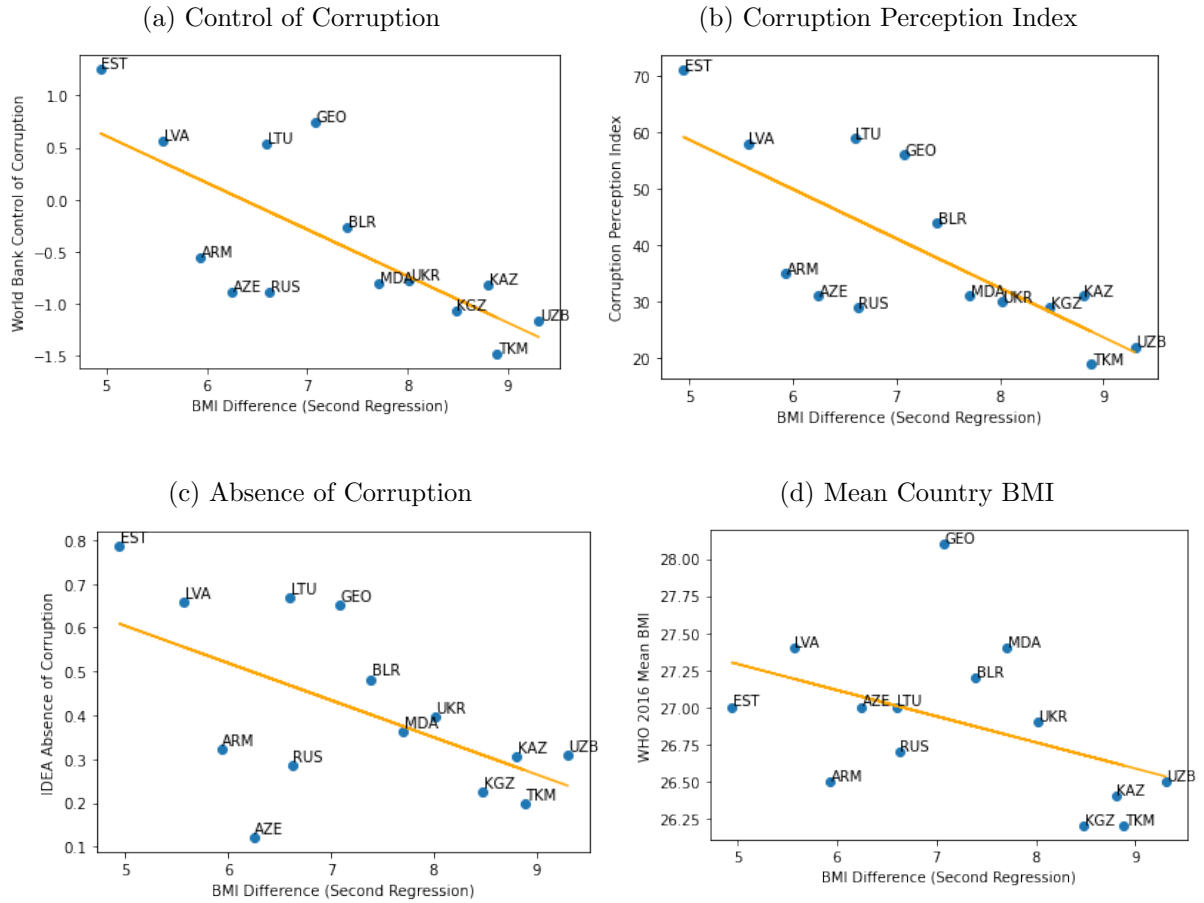 (a) Control of Corruption
EST
LVA
LTU
GEO
BLR
ARM
AZE
RUS
MDA
UKR
KAZ
KGZ
UZB
TKM
1.0
0.5
0.0
−0.5
−1.0
−1.5
World Bank Control of Corruption
5 6 7 8 9
BMI Difference (Second Regression)
(b) Corruption Perception Index
EST
LVA
LTU
GEO
BLR
ARM
AZE
RUS
MDA
UKR
KGZ
KAZ
UZB
TKM
70
60
50
40
30
20
Corruption Perception Index
5 6 7 8 9
BMI Difference (Second Regression)
(c) Absence of Corruption
EST
LVA
LTU
GEO
BLR
UKR
MDA
ARM
RUS
KAZ
UZB
KGZ
TKM
AZE
0.8
0.7
0.6
0.5
0.4
0.3
0.2
0.1
IDEA Absence of Corruption
5 6 7 8 9
BMI Difference (Second Regression)
(d) Mean Country BMI
GEO
LVA
MDA
BLR
EST
AZE
LTU
UKR
RUS
ARM
UZB
KAZ
KGZ
TKM
28.00
27.75
27.50
27.25
27.00
26.75
26.50
26.25
WHO 2016 Mean BMI
5 6 7 8 9
BMI Difference (Second Regression)